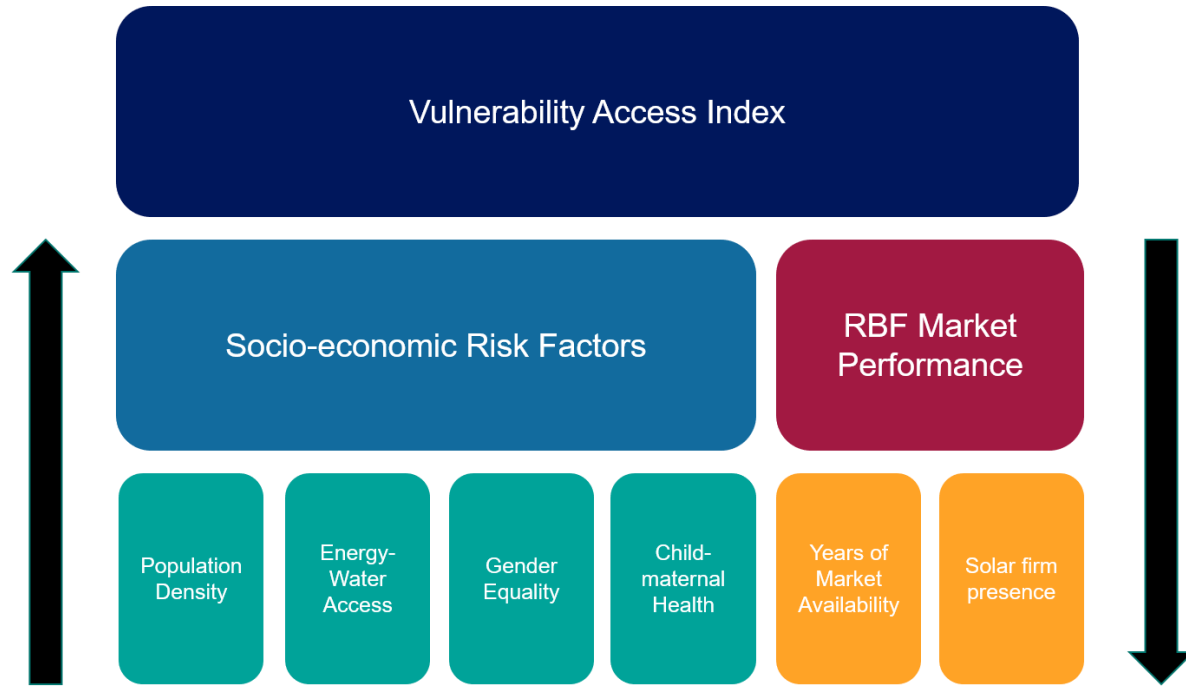 Vulnerability Access Index
Socio-economic Risk Factors
RBF Market
Performance
Population
Density
Energy-
Water
Access
Gender
Equality
Child-
maternal
Health
Years of
Market
Availability
Solar firm
presence